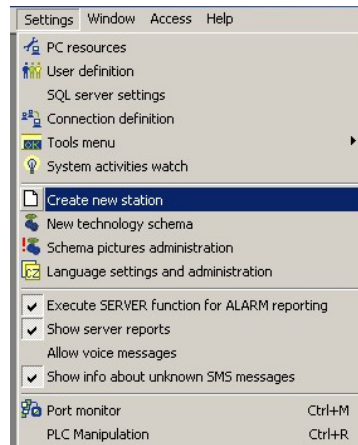 Settings Window Access Help
PC resources
User definition
SQL server settings
Connection definition
Tools menu
System activities watch
Create new station
New technology schema
Schema pictures administration
CZ Language settings and administration
Execute SERVER function for ALARM reporting
Show server reports
Allow voice messages
Show info about unknown SMS messages
Port monitor Ctrl+M
PLC Manipulation Ctrl+R